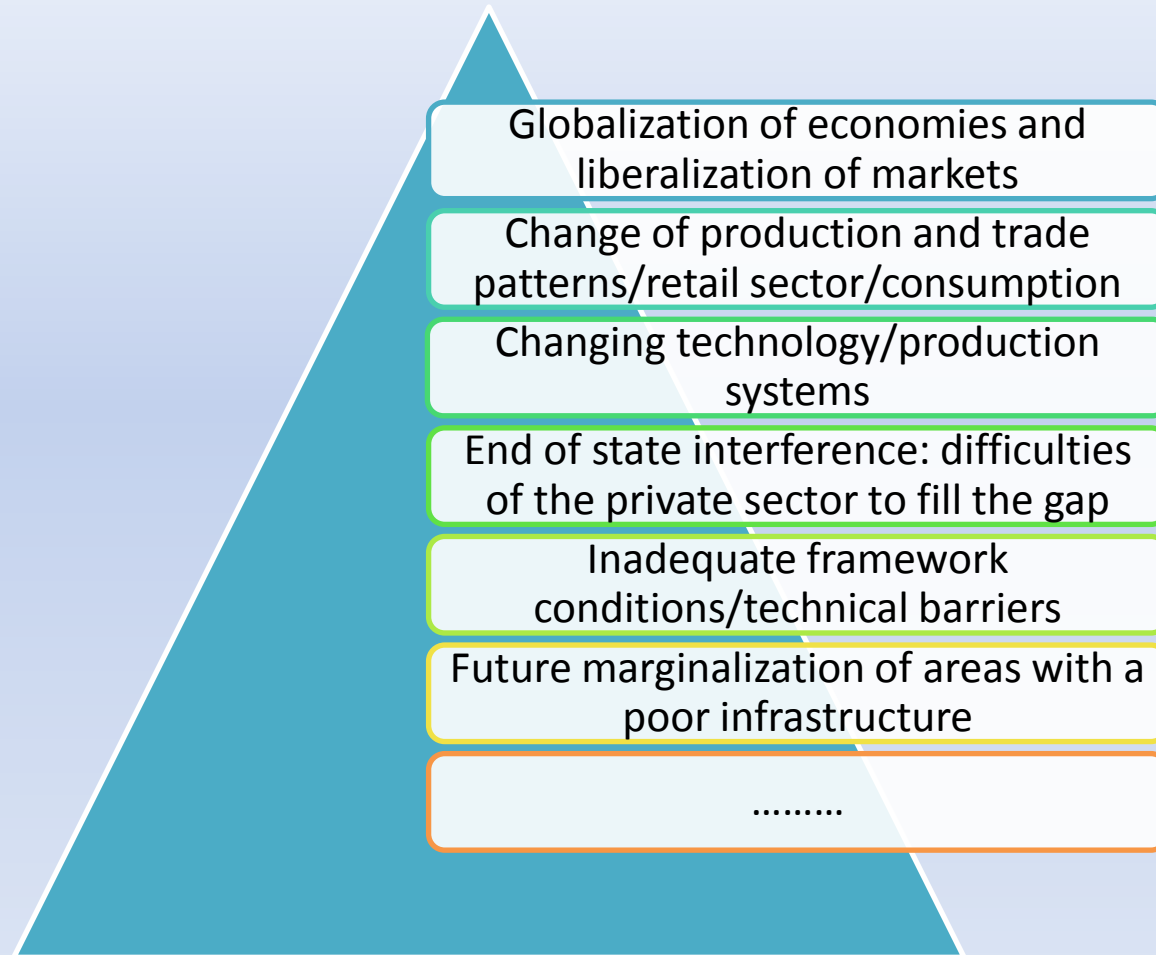 Globalization of economies and
liberalization of markets
Change of production and trade
patterns/retail sector/consumption
Changing technology/production
systems
End of state interference: difficulties
of the private sector to fill the gap
Inadequate framework
conditions/technical barriers
Future marginalization of areas with a
poor infrastructure
………